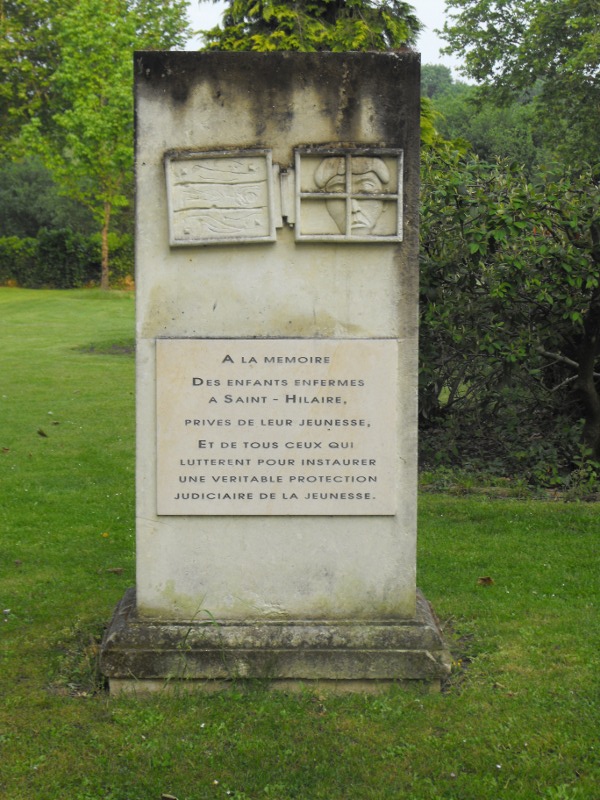 A LA MEMOIRE
DES ENFANTS ENFERMES
A SAINT - HILAIRE,
PRIVES DE LEUR JEUNESSE,
ET DE TOUS CEUX QUI
LUTTERENT POUR INSTAURER
UNE VERITABLE PROTECTION
JUDICIAIRE DE LA JEUNESSE.